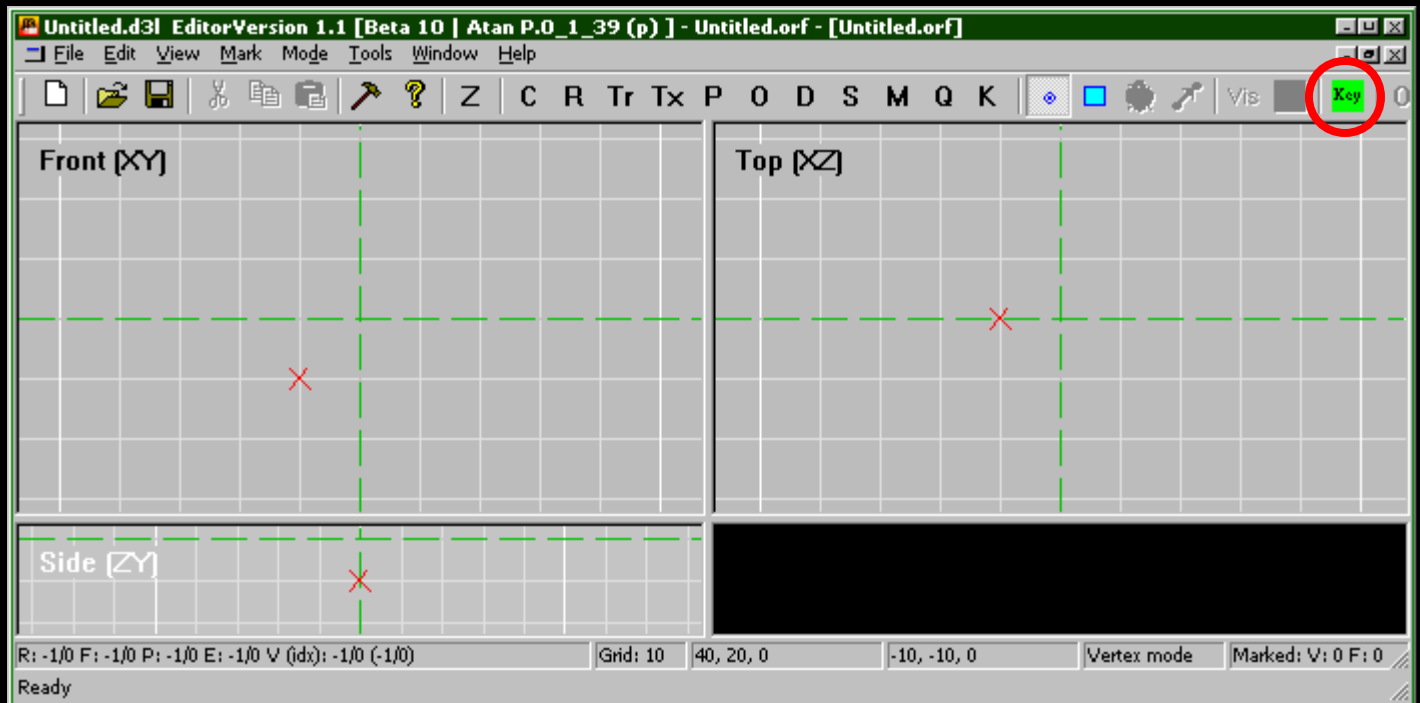 Untitled.d3l EditorVersion 1.1 [Beta 10 | Atan P.0_1_39 (p) ] - Untitled.orf - [Untitled.orf]
File Edit View Mark Mode Tools Window Help
Z C R Tr Tx P O D S M Q K Vis Key O
Front (XY) Top (XZ)
Side (ZY)
R: -1/0 F: -1/0 P: -1/0 E: -1/0 V (idx): -1/0 (-1/0) Grid: 10 40, 20, 0 -10, -10, 0 Vertex mode Marked: V: 0 F: 0
Ready